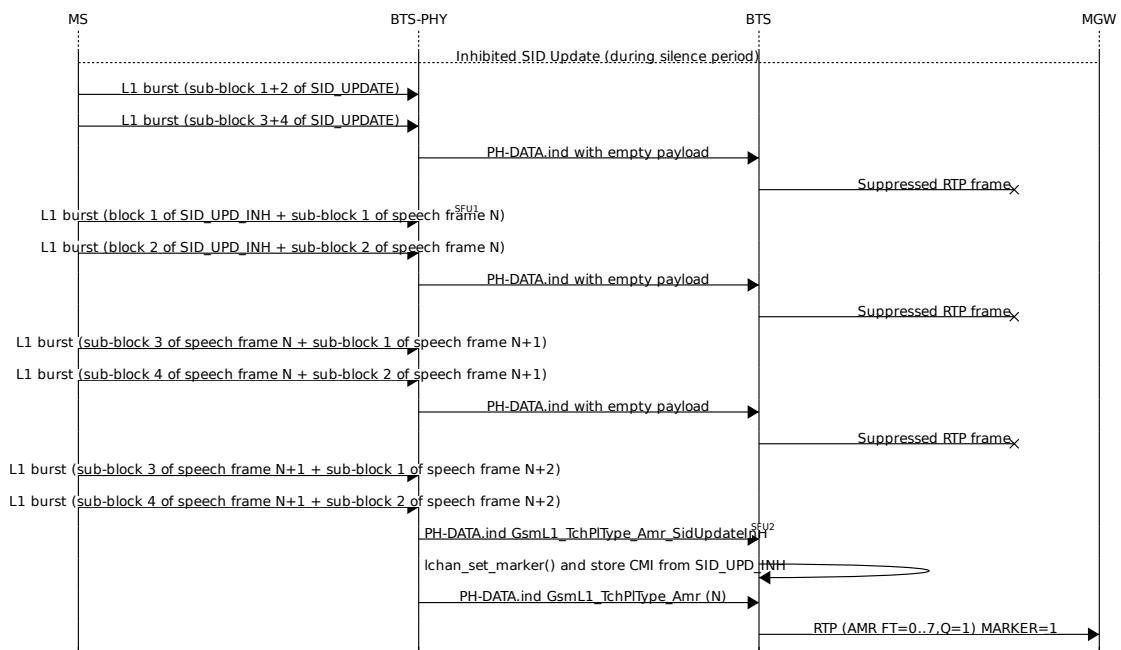 MS BTS-PHY BTS MGW
Inhibited SID Update (during silence period)
L1 burst (sub-block 1+2 of SID_UPDATE)
L1 burst (sub-block 3+4 of SID_UPDATE)
PH-DATA.ind with empty payload
Suppressed RTP frame
SFU1
L1 burst (block 1 of SID_UPD_INH + sub-block 1 of speech frame N)
L1 burst (block 2 of SID_UPD_INH + sub-block 2 of speech frame N)
PH-DATA.ind with empty payload
Suppressed RTP frame
L1 burst (sub-block 3 of speech frame N + sub-block 1 of speech frame N+1)
L1 burst (sub-block 4 of speech frame N + sub-block 2 of speech frame N+1)
PH-DATA.ind with empty payload
Suppressed RTP frame
L1 burst (sub-block 3 of speech frame N+1 + sub-block 1 of speech frame N+2)
L1 burst (sub-block 4 of speech frame N+1 + sub-block 2 of speech frame N+2)
SFU2
PH-DATA.ind GsmL1_TchPlType_Amr_SidUpdateInH
lchan_set_marker() and store CMI from SID_UPD_INH
PH-DATA.ind GsmL1_TchPlType_Amr (N)
RTP (AMR FT=0..7,Q=1) MARKER=1